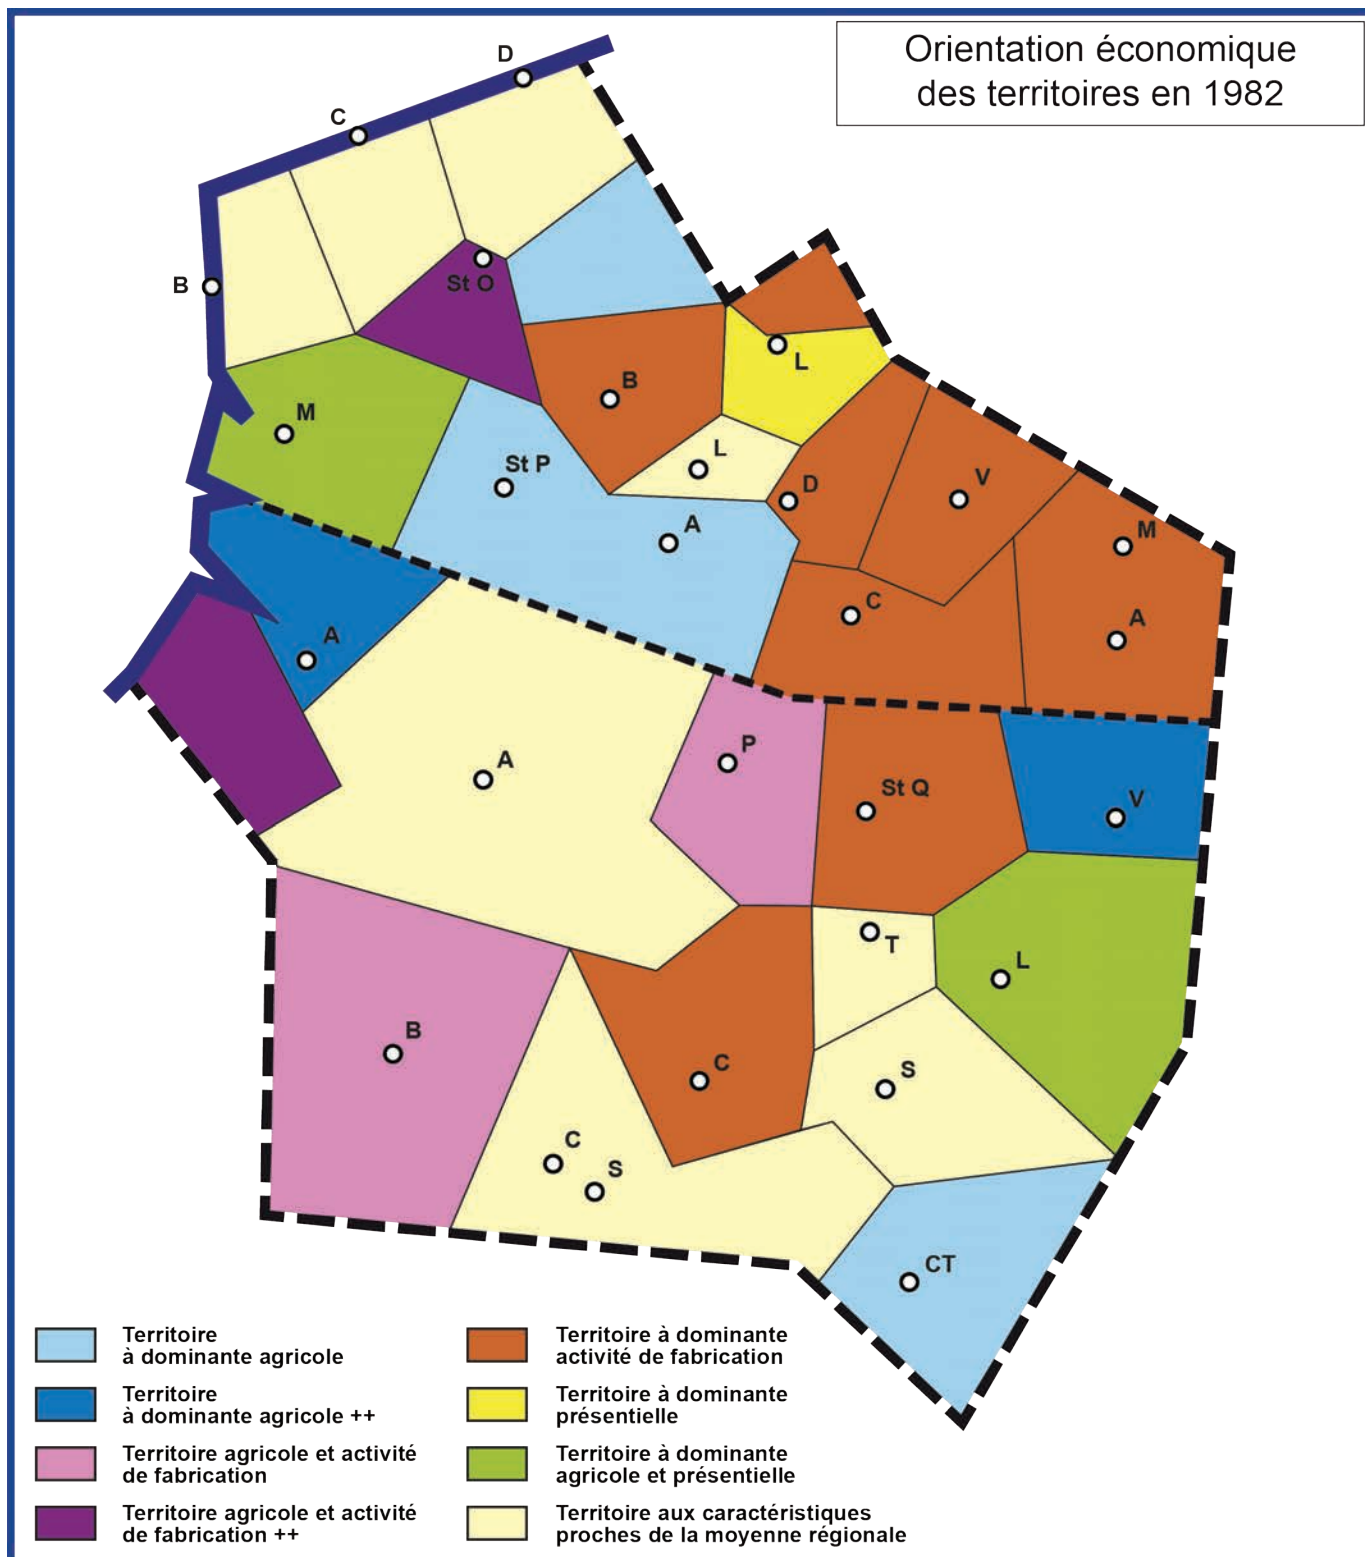 Orientation économique
des territoires en 1982
D
C
B
St O
L
B
M
L
St P
D
V
A
M
C
A
A
P
A
St Q
V
T
L
B
C
S
C
S
CT
Territoire
à dominante agricole
Territoire
à dominante agricole ++
Territoire agricole et activité
de fabrication
Territoire agricole et activité
de fabrication ++
Territoire à dominante
activité de fabrication
Territoire à dominante
présentielle
Territoire à dominante
agricole et présentielle
Territoire aux caractéristiques
proches de la moyenne régionale